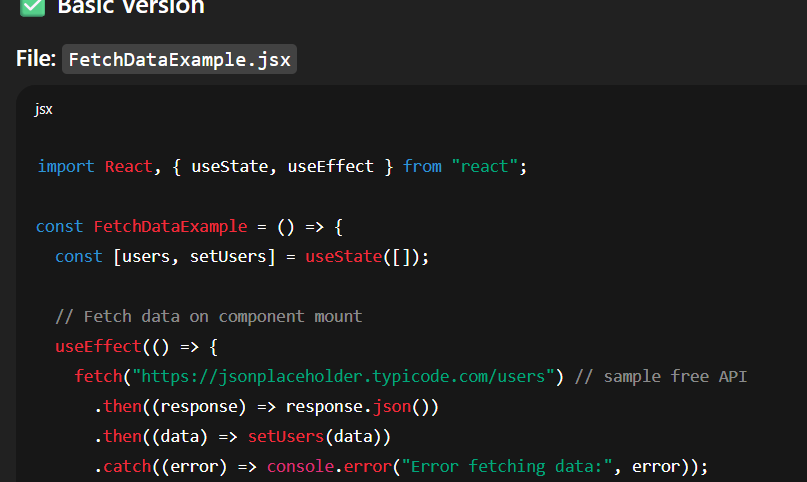 Basic Version
File: FetchDataExample.jsx
jsx
import React, { useState, useEffect } from "react";
const FetchDataExample = () => {
  const [users, setUsers] = useState([]);
  // Fetch data on component mount
  useEffect(() => {
    fetch("https://jsonplaceholder.typicode.com/users") // sample free API
      .then((response) => response.json())
      .then((data) => setUsers(data))
      .catch((error) => console.error("Error fetching data:", error));